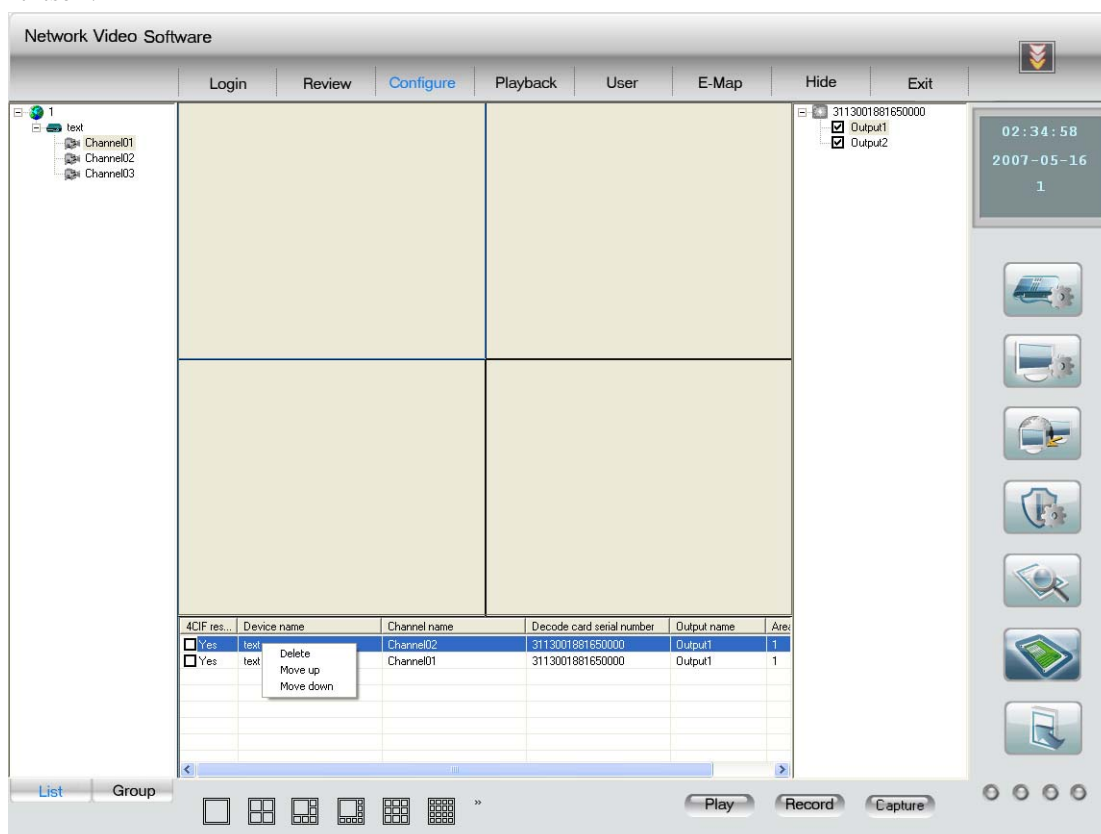 Network Video Software
Login Review Configure Playback User E-Map Hide Exit
1
text
Channel01
Channel02
Channel03
3113001881650000
Output1
Output2
02:34:58
2007-05-16
1
4CIF res... Device name Channel name Decode card serial number Output name Area
Yes text Channel02 3113001881650000 Output1 1
Yes text Channel01 3113001881650000 Output1 1
Delete
Move up
Move down
List Group
» Play Record Capture